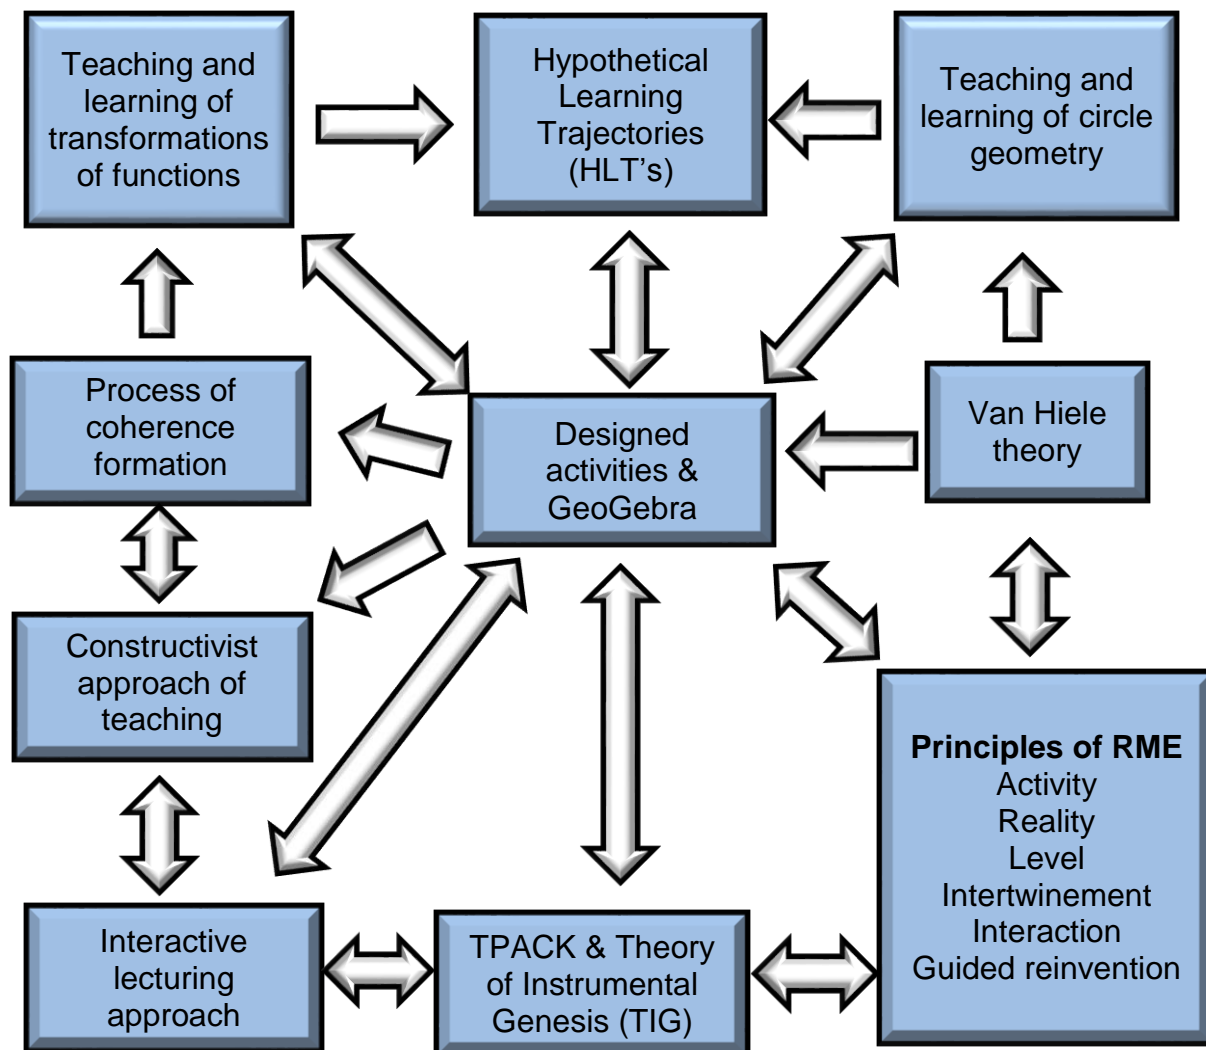 Teaching and
learning of
transformations
of functions
Hypothetical
Learning
Trajectories
(HLT’s)
Teaching and
learning of circle
geometry
Process of
coherence
formation
Designed
activities &
GeoGebra
Van Hiele
theory
Constructivist
approach of
teaching
Principles of RME
Activity
Reality
Level
Intertwinement
Interaction
Guided reinvention
Interactive
lecturing
approach
TPACK & Theory
of Instrumental
Genesis (TIG)